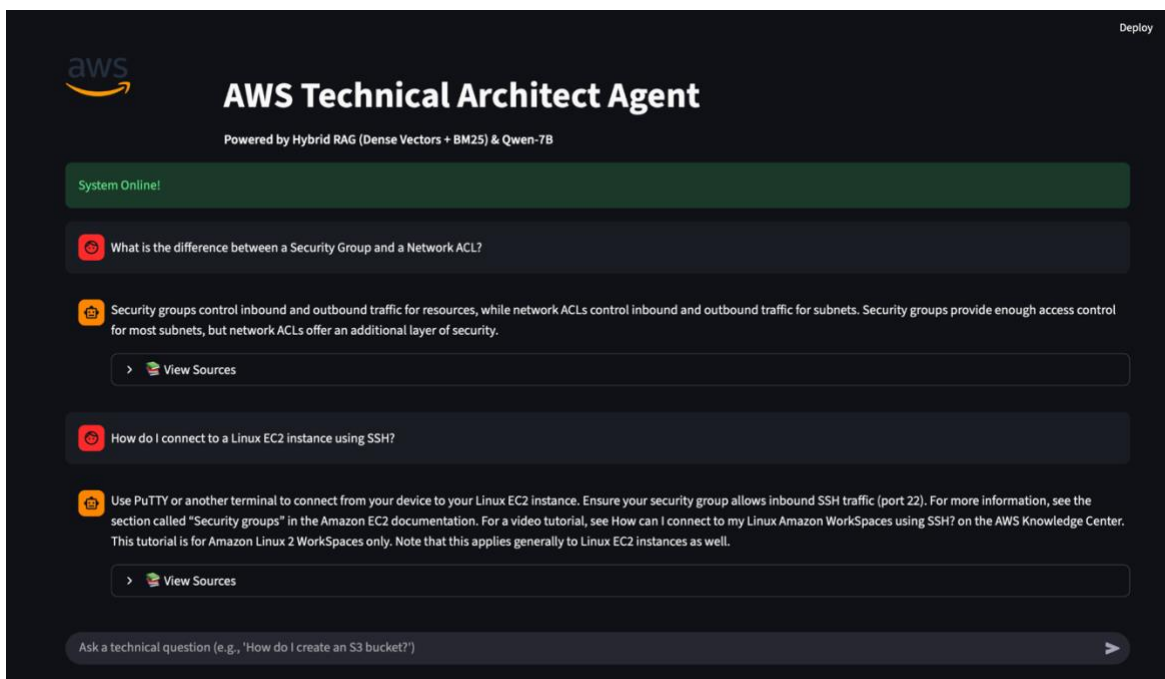 Deploy
aws
AWS Technical Architect Agent
Powered by Hybrid RAG (Dense Vectors + BM25) & Qwen-7B
System Online!
What is the difference between a Security Group and a Network ACL?
Security groups control inbound and outbound traffic for resources, while network ACLs control inbound and outbound traffic for subnets. Security groups provide enough access control
for most subnets, but network ACLs offer an additional layer of security.
View Sources
How do I connect to a Linux EC2 instance using SSH?
Use PuTTY or another terminal to connect from your device to your Linux EC2 instance. Ensure your security group allows inbound SSH traffic (port 22). For more information, see the
section called "Security groups" in the Amazon EC2 documentation. For a video tutorial, see How can I connect to my Linux Amazon WorkSpaces using SSH? on the AWS Knowledge Center.
This tutorial is for Amazon Linux 2 WorkSpaces only. Note that this applies generally to Linux EC2 instances as well.
View Sources
Ask a technical question (e.g., 'How do I create an S3 bucket?')